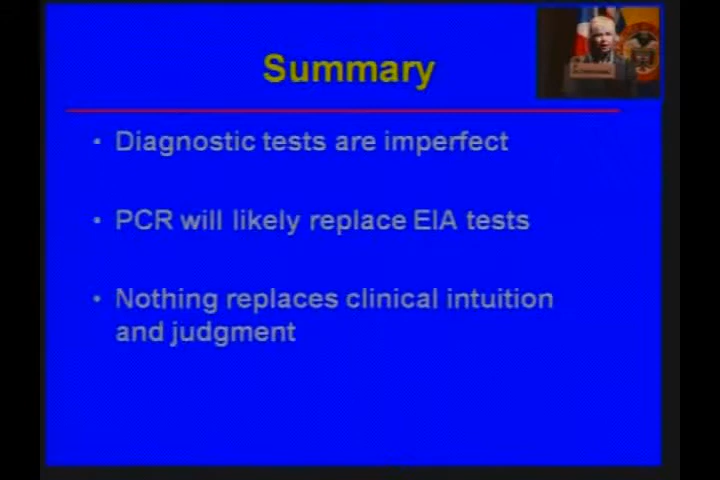 Summary
• Diagnostic tests are imperfect
• PCR will likely replace EIA tests
• Nothing replaces clinical intuition
and judgment